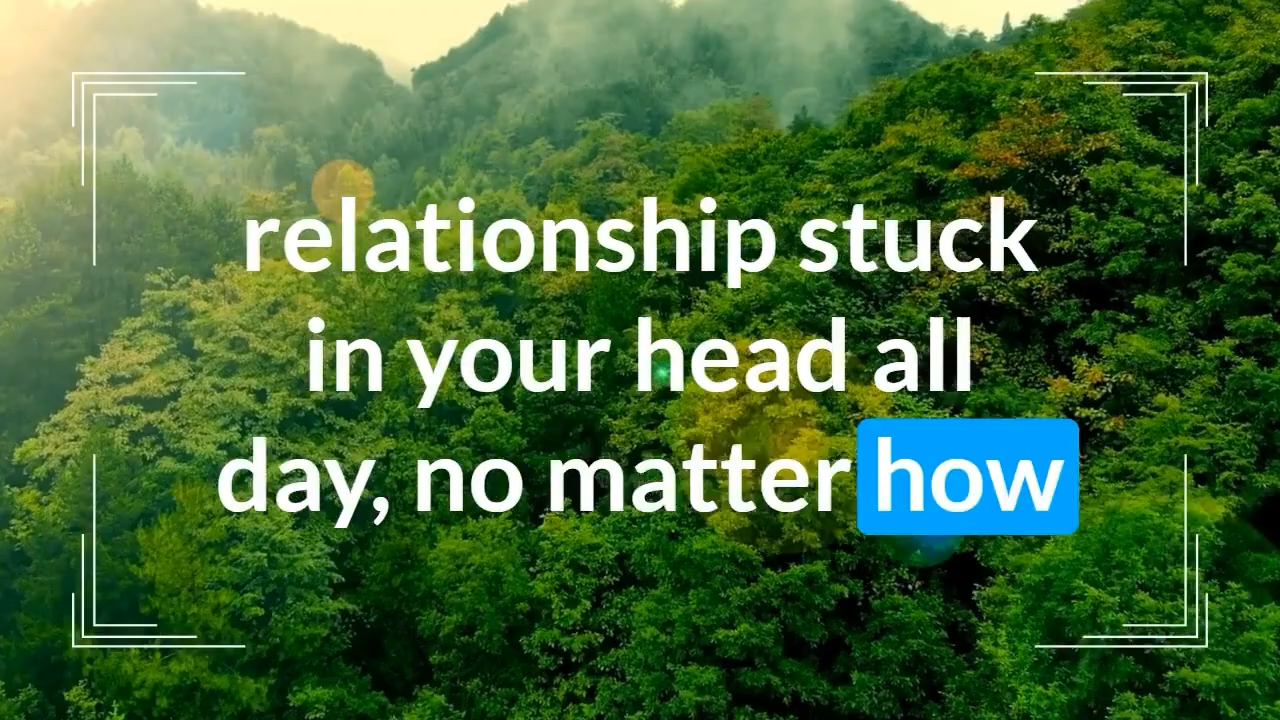 relationship stuck
in your head all
day, no matter how